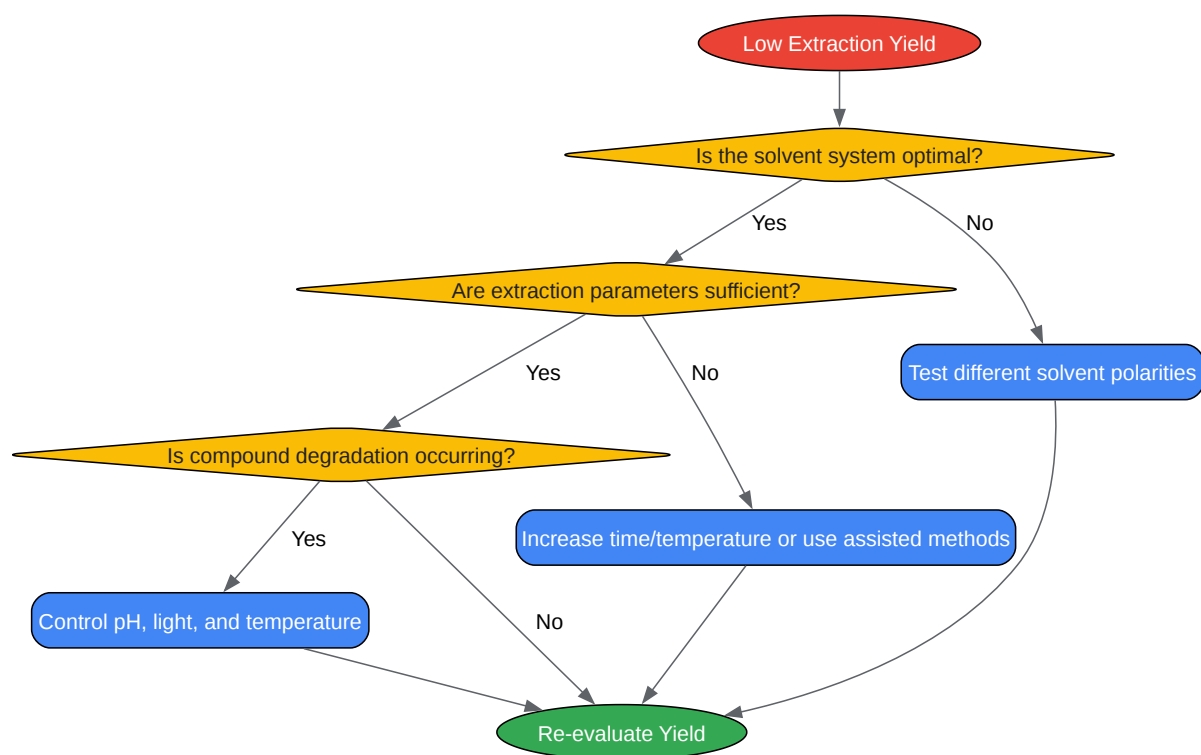 Low Extraction Yield
Is the solvent system optimal?
Yes
No
Are extraction parameters sufficient?
Yes
No
Test different solvent polarities
Is compound degradation occurring?
Yes
Increase time/temperature or use assisted methods
Control pH, light, and temperature
No
Re-evaluate Yield